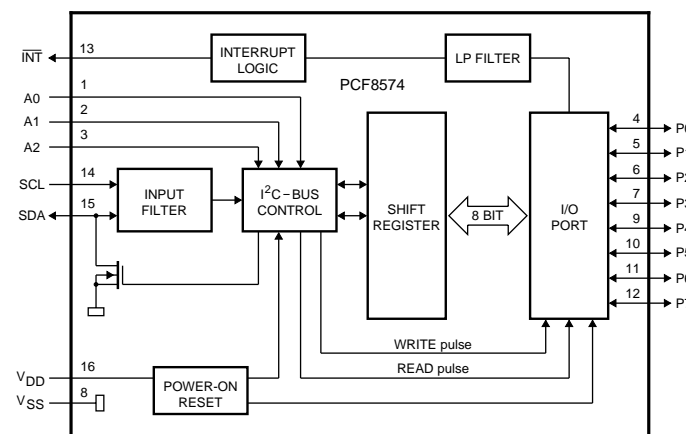 INT
13
INTERRUPT
LOGIC
LP FILTER
PCF8574
A0
1
A1
2
A2
3
SCL
14
SDA
15
INPUT
FILTER
I2C–BUS
CONTROL
SHIFT
REGISTER
8 BIT
I/O
PORT
4
5 P1
6
7
9
10
11
12
WRITE pulse
READ pulse
VDD
16
VSS
8
POWER-ON
RESET